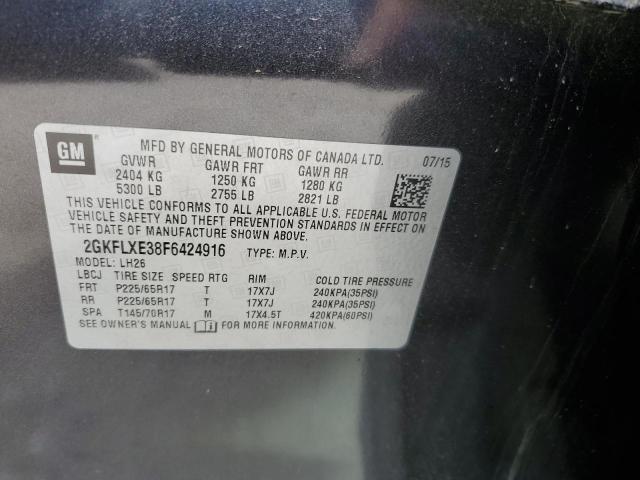 GM
MFD BY GENERAL MOTORS OF CANADA LTD. 07/15
GVWR GAWR FRT GAWR RR
2404 KG 1250 KG 1280 KG
5300 LB 2755 LB 2821 LB
THIS VEHICLE CONFORMS TO ALL APPLICABLE U.S. FEDERAL MOTOR
VEHICLE SAFETY AND THEFT PREVENTION STANDARDS IN EFFECT ON
THE DATE OF MANUFACTURE SHOWN ABOVE.
2GKFLXE38F6424916 TYPE: M.P.V.
MODEL: LH26
LBCJ TIRE SIZE SPEED RTG RIM COLD TIRE PRESSURE
FRT P225/65R17 T 17X7J 240KPA(35PSI)
RR P225/65R17 T 17X7J 240KPA(35PSI)
SPA T145/70R17 M 17X4.5T 420KPA(60PSI)
SEE OWNER'S MANUAL FOR MORE INFORMATION.